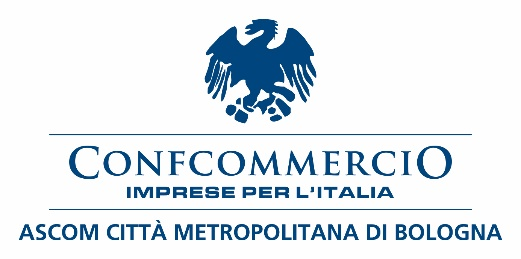 CONFCOMMERCIO
IMPRESE PER L'ITALIA
ASCOM CITTÀ METROPOLITANA DI BOLOGNA